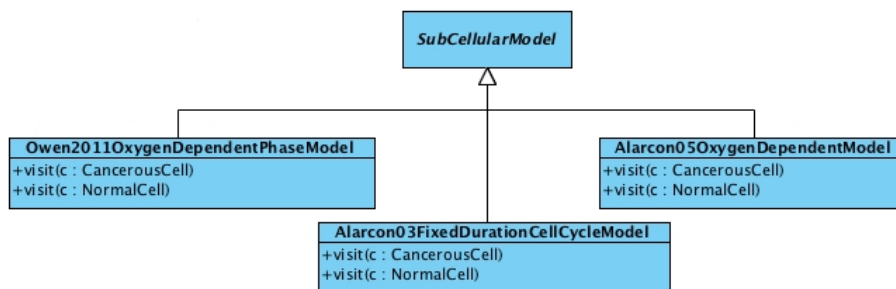 SubCellularModel
Owen2011OxygenDependentPhaseModel
+visit(c : CancerousCell)
+visit(c : NormalCell)
Alarcon05OxygenDependentModel
+visit(c : CancerousCell)
+visit(c : NormalCell)
Alarcon03FixedDurationCellCycleModel
+visit(c : CancerousCell)
+visit(c : NormalCell)